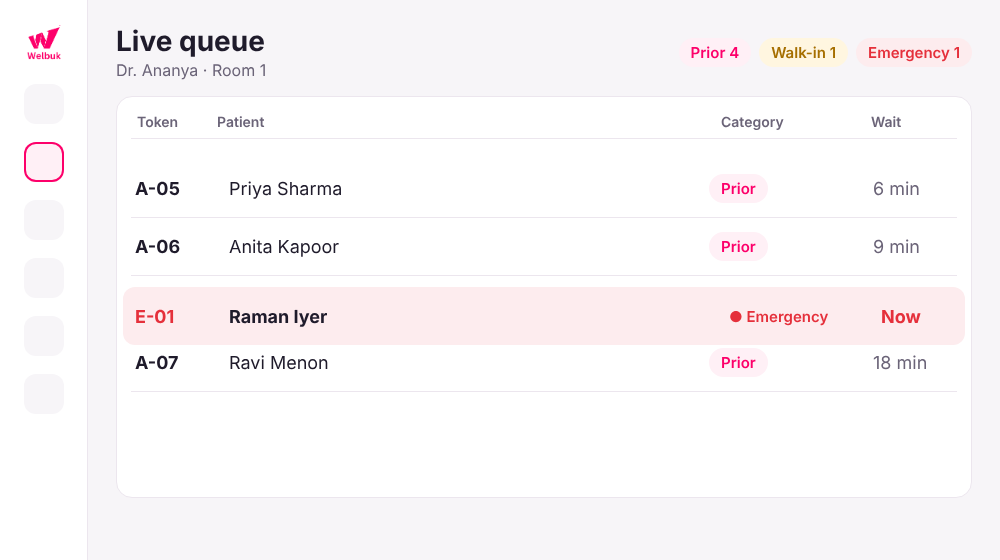 Welbuk
Live queue
Dr. Ananya · Room 1
Prior 4 Walk-in 1 Emergency 1
Token Patient Category Wait
A-05 Priya Sharma Prior 6 min
A-06 Anita Kapoor Prior 9 min
E-01 Raman Iyer Emergency Now
A-07 Ravi Menon Prior 18 min